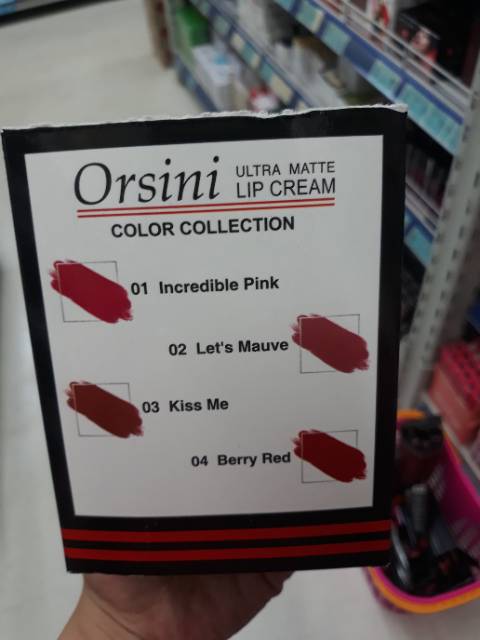 Orsini ULTRA MATTE
LIP CREAM
COLOR COLLECTION
01 Incredible Pink
02 Let's Mauve
03 Kiss Me
04 Berry Red